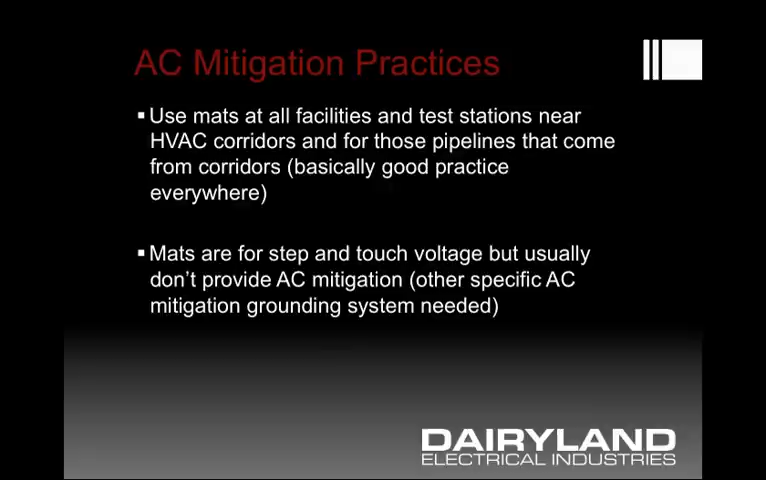 AC Mitigation Practices
▪Use mats at all facilities and test stations near
HVAC corridors and for those pipelines that come
from corridors (basically good practice
everywhere)
▪Mats are for step and touch voltage but usually
don’t provide AC mitigation (other specific AC
mitigation grounding system needed)
DAIRYLAND
ELECTRICAL INDUSTRIES